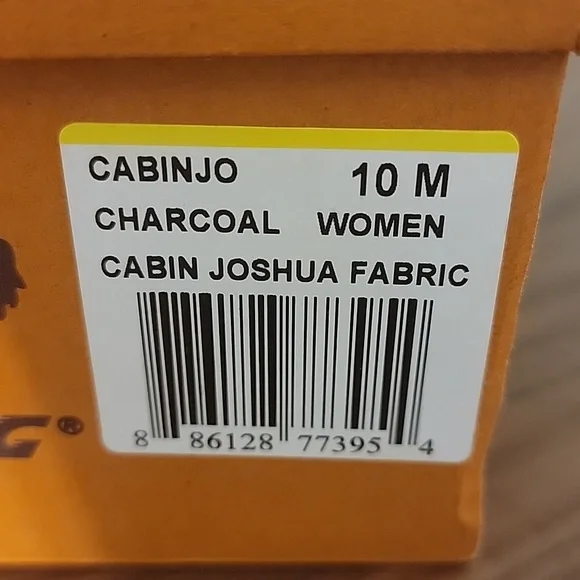 CABINJO 10 M
CHARCOAL WOMEN
CABIN JOSHUA FABRIC
8 86128 77395 4
G®